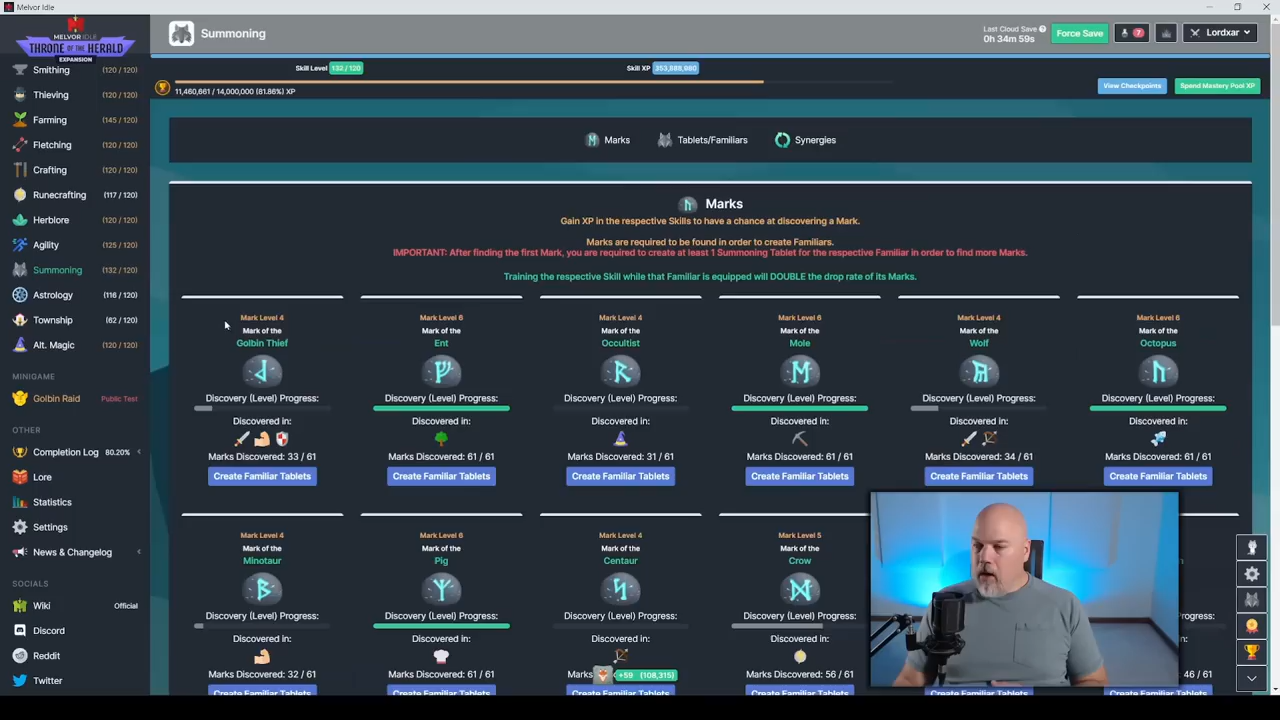 Melvor Idle
MELVOR IDLE
THRONE OF THE HERALD
EXPANSION
Summoning
Last Cloud Save
0h 34m 59s
Force Save
7
Lordxar
Smithing (120 / 120)
Thieving (120 / 120)
Farming (145 / 120)
Fletching (120 / 120)
Crafting (120 / 120)
Runecrafting (117 / 120)
Herblore (120 / 120)
Agility (125 / 120)
Summoning (132 / 120)
Astrology (116 / 120)
Township (62 / 120)
Alt. Magic (120 / 120)
MINIGAME
Golbin Raid Public Test
OTHER
Completion Log 80.20%
Lore
Statistics
Settings
News & Changelog
SOCIALS
Wiki Official
Discord
Reddit
Twitter
Skill Level 132 / 120
Skill XP 353,888,980
11,460,661 / 14,000,000 (81.86%) XP
View Checkpoints
Spend Mastery Pool XP
Marks
Tablets/Familiars
Synergies
Marks
Gain XP in the respective Skills to have a chance at discovering a Mark.
Marks are required to be found in order to create Familiars.
IMPORTANT: After finding the first Mark, you are required to create at least 1 Summoning Tablet for the respective Familiar in order to find more Marks.
Training the respective Skill while that Familiar is equipped will DOUBLE the drop rate of its Marks.
Mark Level 4
Mark of the
Golbin Thief
Discovery (Level) Progress:
Discovered in:
Marks Discovered: 33 / 61
Create Familiar Tablets
Mark Level 6
Mark of the
Ent
Discovery (Level) Progress:
Discovered in:
Marks Discovered: 61 / 61
Create Familiar Tablets
Mark Level 4
Mark of the
Occultist
Discovery (Level) Progress:
Discovered in:
Marks Discovered: 31 / 61
Create Familiar Tablets
Mark Level 6
Mark of the
Mole
Discovery (Level) Progress:
Discovered in:
Marks Discovered: 61 / 61
Create Familiar Tablets
Mark Level 4
Mark of the
Wolf
Discovery (Level) Progress:
Discovered in:
Marks Discovered: 34 / 61
Create Familiar Tablets
Mark Level 6
Mark of the
Octopus
Discovery (Level) Progress:
Discovered in:
Marks Discovered: 61 / 61
Create Familiar Tablets
Mark Level 4
Mark of the
Minotaur
Discovery (Level) Progress:
Discovered in:
Marks Discovered: 32 / 61
Create Familiar Tablets
Mark Level 6
Mark of the
Pig
Discovery (Level) Progress:
Discovered in:
Marks Discovered: 61 / 61
Create Familiar Tablets
Mark Level 4
Mark of the
Centaur
Discovery (Level) Progress:
Discovered in:
Marks
+59 (108,315)
Create Familiar Tablets
Mark Level 5
Mark of the
Crow
Discovery (Level) Progress:
Discovered in:
Marks Discovered: 56 / 61
Create Familiar Tablets
46 / 61